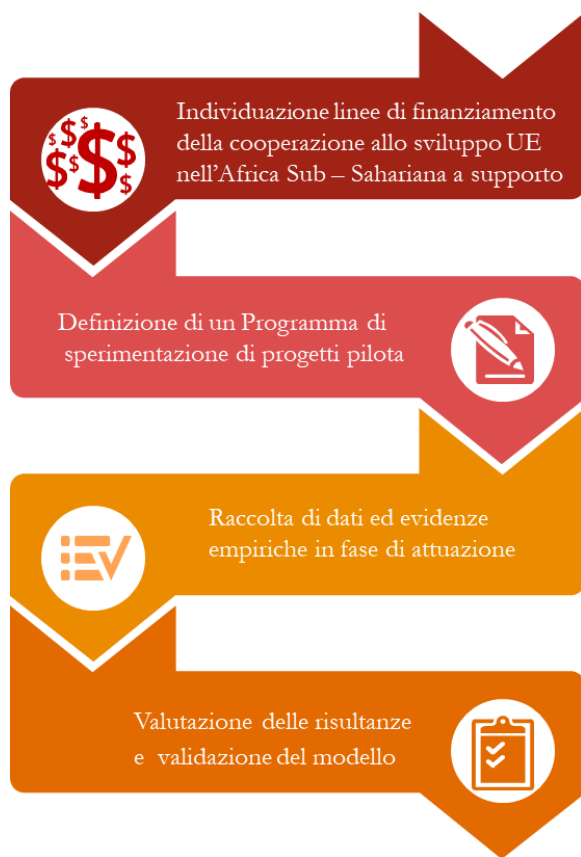 Individuazione linee di finanziamento
della cooperazione allo sviluppo UE
nell'Africa Sub – Sahariana a supporto
Definizione di un Programma di
sperimentazione di progetti pilota
Raccolta di dati ed evidenze
empiriche in fase di attuazione
Valutazione delle risultanze
e validazione del modello